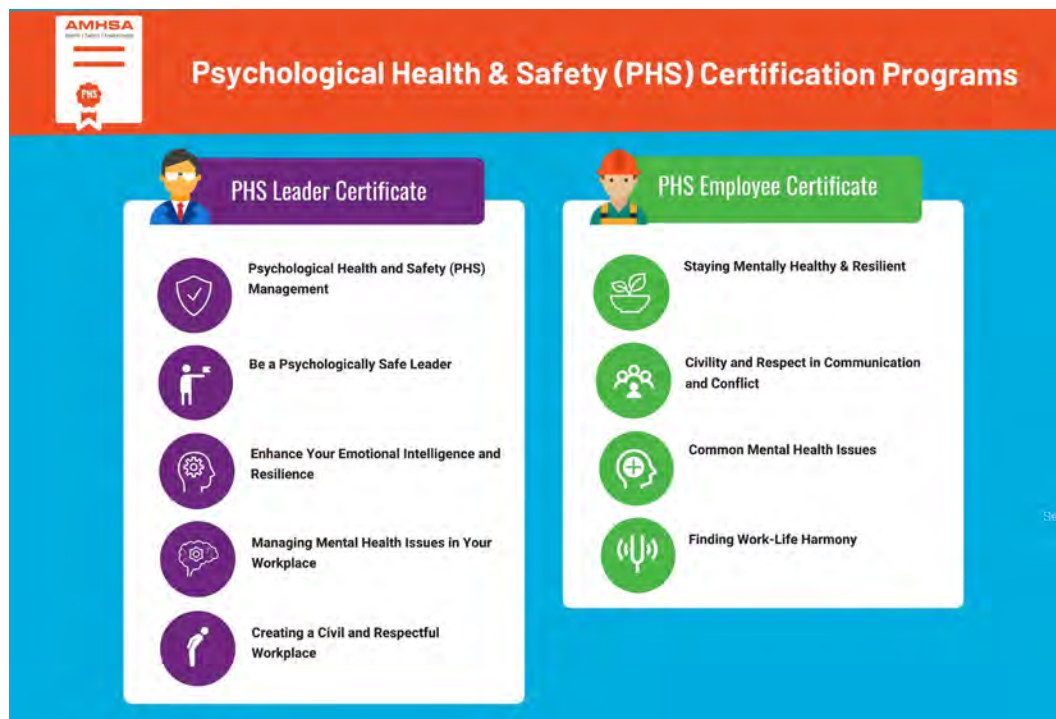 AMHSA
Psychological Health & Safety (PHS) Certification Programs
PHS
PHS Leader Certificate
Psychological Health and Safety (PHS)
Management
Be a Psychologically Safe Leader
Enhance Your Emotional Intelligence and
Resilience
Managing Mental Health Issues in Your
Workplace
Creating a Civil and Respectful
Workplace
PHS Employee Certificate
Staying Mentally Healthy & Resilient
Civility and Respect in Communication
and Conflict
Common Mental Health Issues
Finding Work-Life Harmony
Se